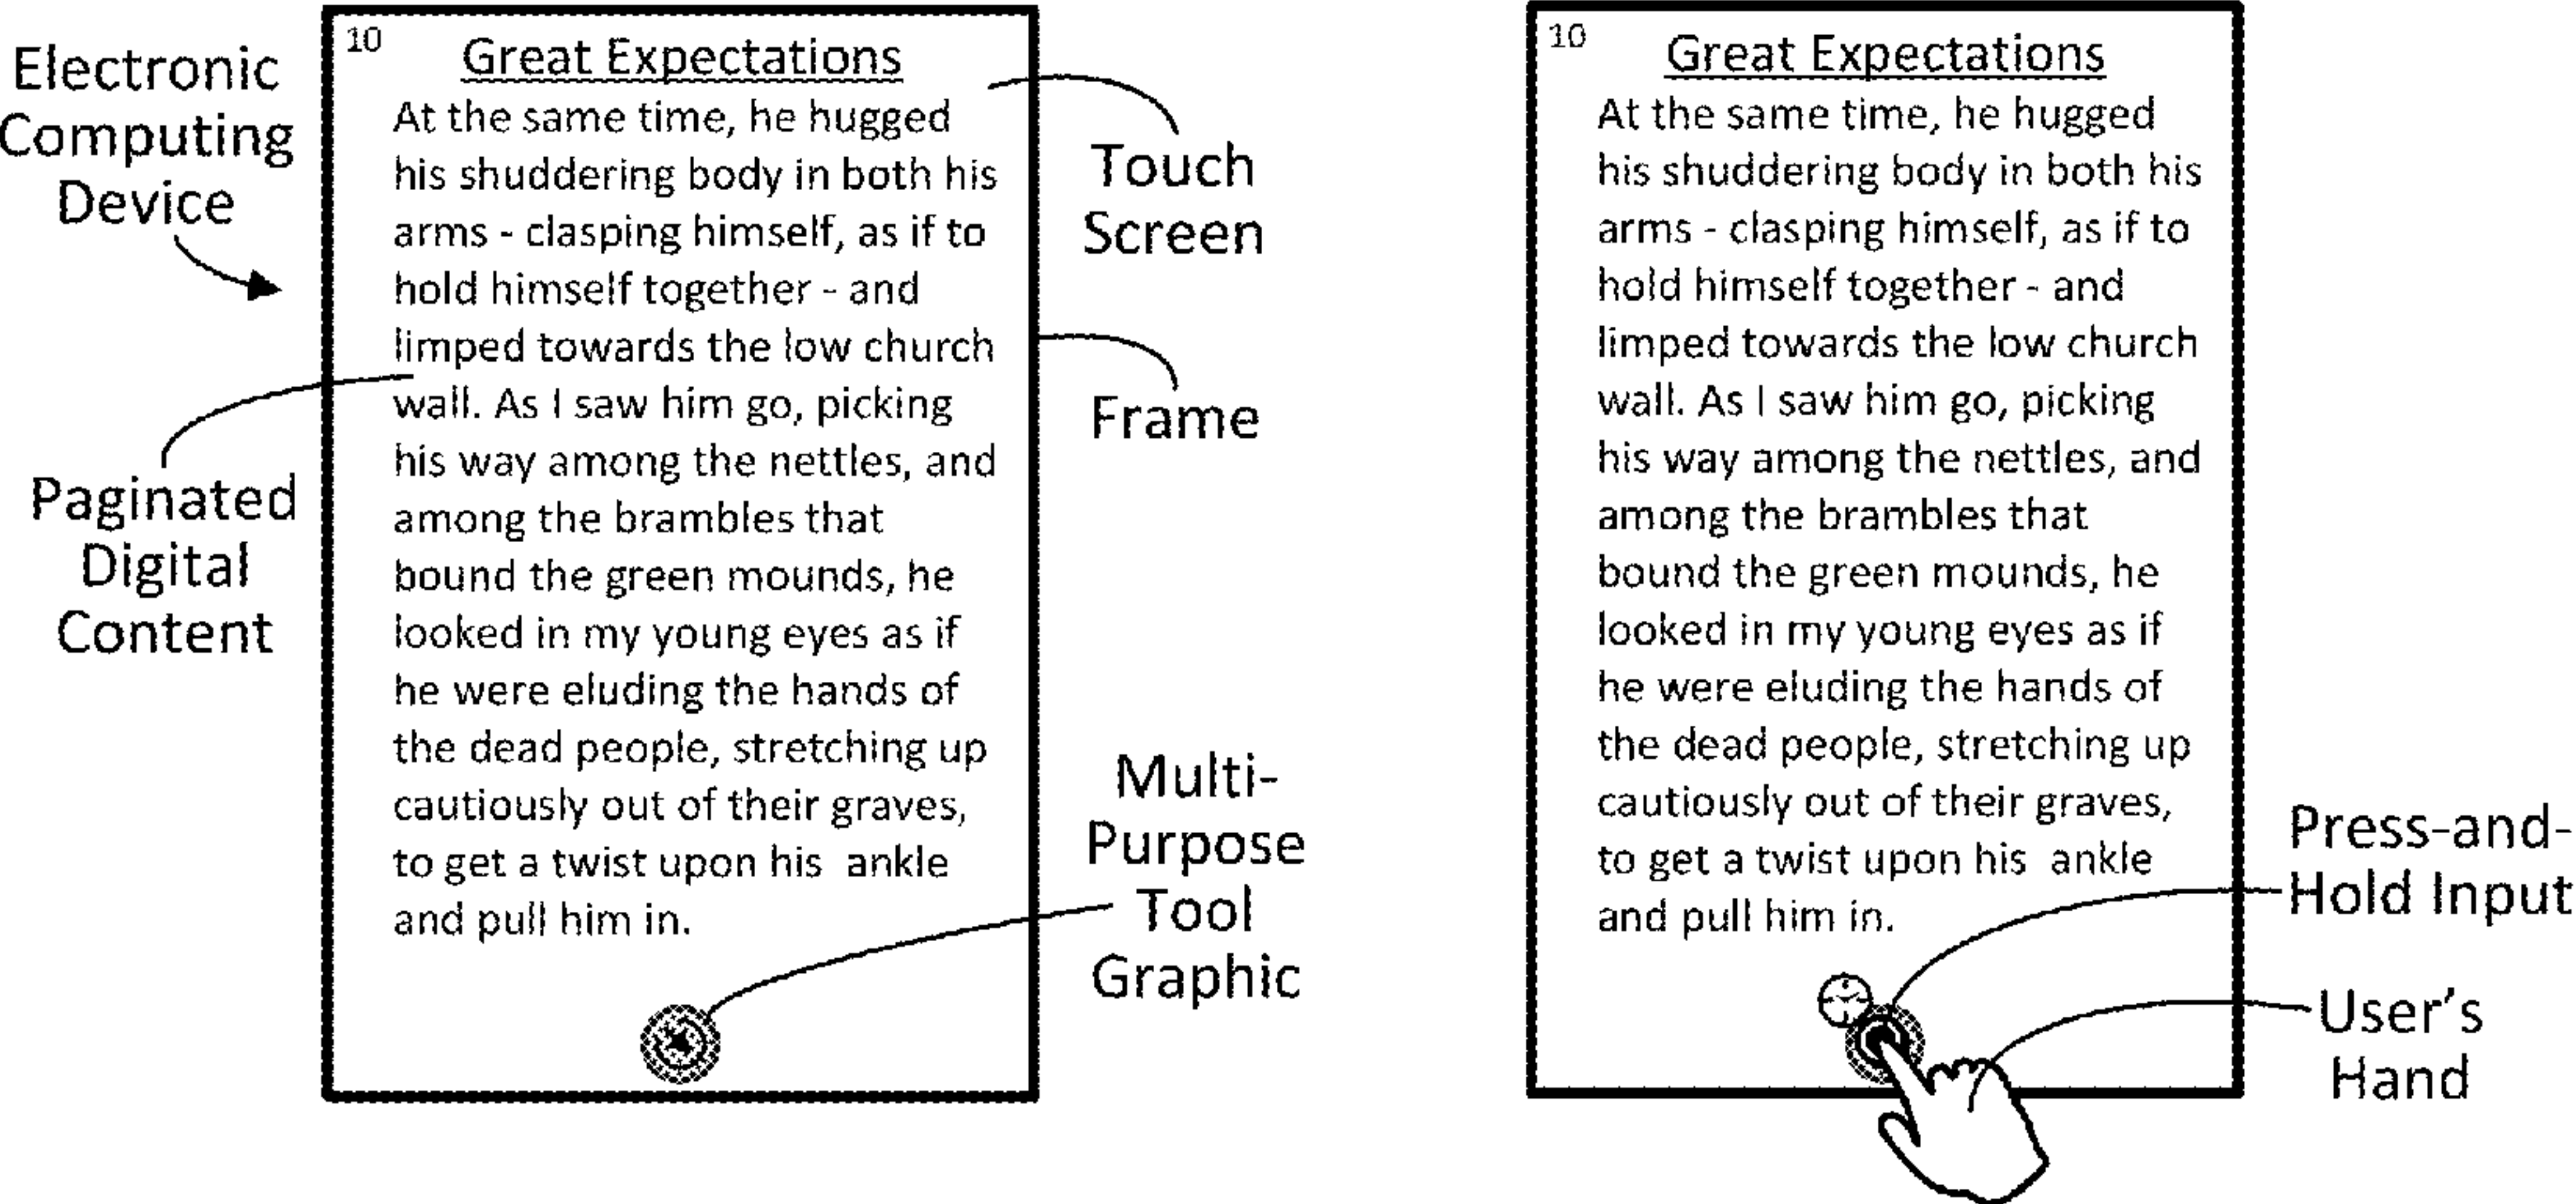 Electronic
Computing
Device
Paginated
Digital
Content
10
Great Expectations
At the same time, he hugged
his shuddering body in both his
arms - clasping himself, as if to
hold himself together - and
limped towards the low church
wall. As I saw him go, picking
his way among the nettles, and
among the brambles that
bound the green mounds, he
looked in my young eyes as if
he were eluding the hands of
the dead people, stretching up
cautiously out of their graves,
to get a twist upon his  ankle
and pull him in.
Touch
Screen
Frame
Multi-
Purpose
Tool
Graphic
10
Great Expectations
At the same time, he hugged
his shuddering body in both his
arms - clasping himself, as if to
hold himself together - and
limped towards the low church
wall. As I saw him go, picking
his way among the nettles, and
among the brambles that
bound the green mounds, he
looked in my young eyes as if
he were eluding the hands of
the dead people, stretching up
cautiously out of their graves,
to get a twist upon his  ankle
and pull him in.
Press-and-
Hold Input
User's
Hand